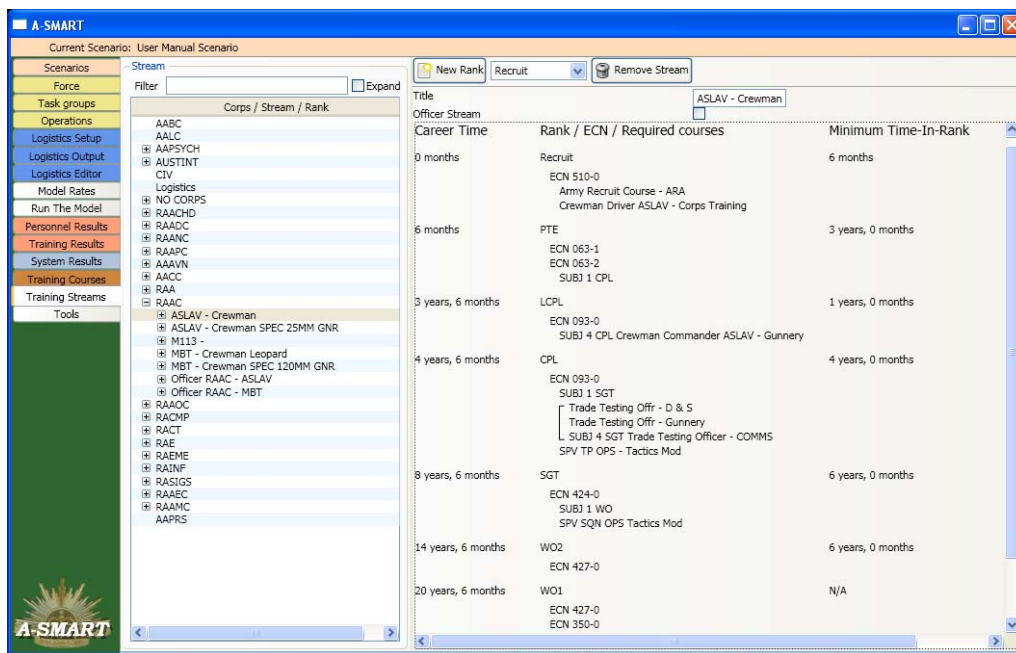 A-SMART
Current Scenario: User Manual Scenario
Scenarios
Force
Task groups
Operations
Logistics Setup
Logistics Output
Logistics Editor
Model Rates
Run The Model
Personnel Results
Training Results
System Results
Training Courses
Training Streams
Tools
A-SMART
Stream
Filter Expand
Corps / Stream / Rank
AABC
AALC
AAPSYCH
AUSTINT
CIV
Logistics
NO CORPS
RAACHD
RAADC
RAANC
RAAPC
AAAVN
AACC
RAA
RAAC
ASLAV - Crewman
ASLAV - Crewman SPEC 25MM GNR
M113 -
MBT - Crewman Leopard
MBT - Crewman SPEC 120MM GNR
Officer RAAC - ASLAV
Officer RAAC - MBT
RAAOC
RACMP
RACT
RAE
RAEME
RAINF
RASIGS
RAAEC
RAAMC
AAPRS
New Rank Recruit Remove Stream
Title ASLAV - Crewman
Officer Stream
Career Time Rank / ECN / Required courses Minimum Time-In-Rank
0 months Recruit 6 months
ECN 510-0
Army Recruit Course - ARA
Crewman Driver ASLAV - Corps Training
6 months PTE 3 years, 0 months
ECN 063-1
ECN 063-2
SUBJ 1 CPL
3 years, 6 months LCPL 1 years, 0 months
ECN 093-0
SUBJ 4 CPL Crewman Commander ASLAV - Gunnery
4 years, 6 months CPL 4 years, 0 months
ECN 093-0
SUBJ 1 SGT
Trade Testing Offr - D & S
Trade Testing Offr - Gunnery
SUBJ 4 SGT Trade Testing Officer - COMMS
SPV TP OPS - Tactics Mod
8 years, 6 months SGT 6 years, 0 months
ECN 424-0
SUBJ 1 WO
SPV SQN OPS Tactics Mod
14 years, 6 months WO2 6 years, 0 months
ECN 427-0
20 years, 6 months WO1 N/A
ECN 427-0
ECN 350-0